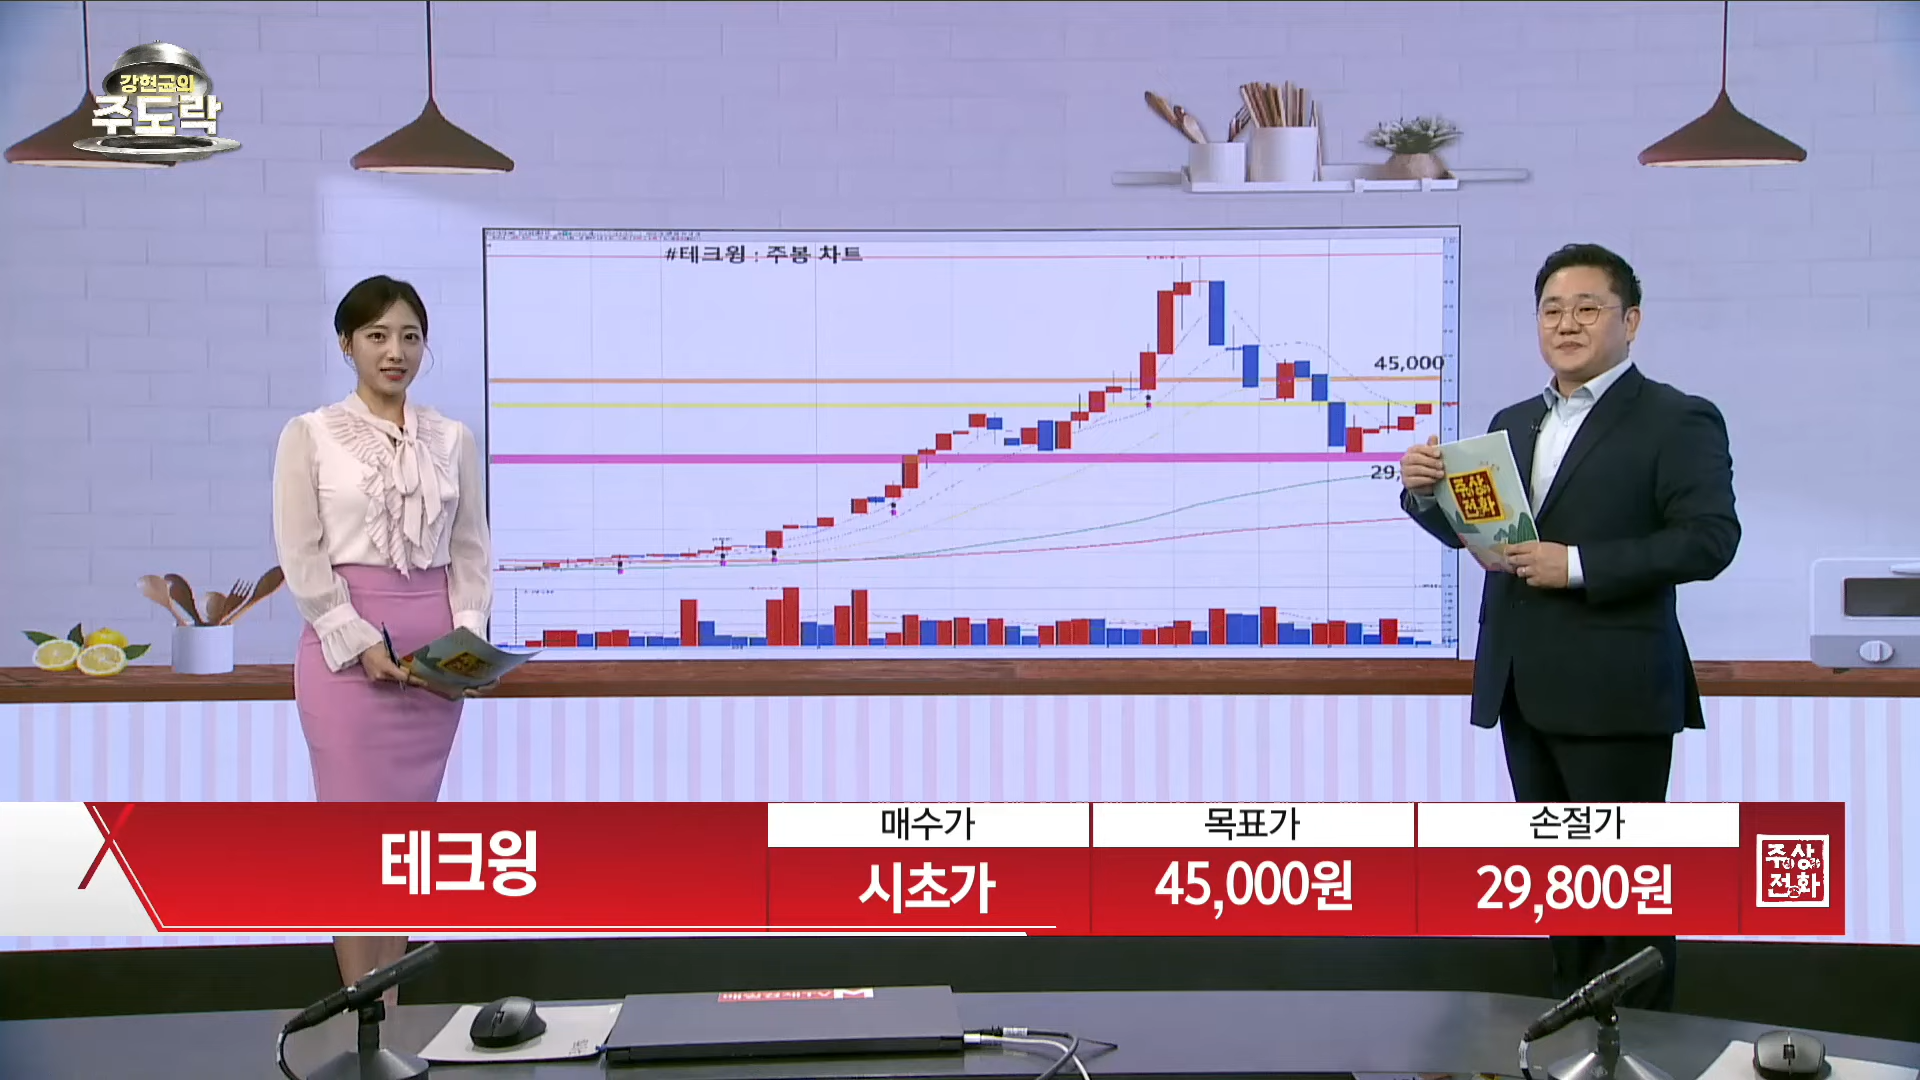 강현균의
주도락
#테크윙 : 주봉 차트
45,000
29,
주상
전화
테크윙
매수가
시초가
목표가
45,000원
손절가
29,800원
주상
전화